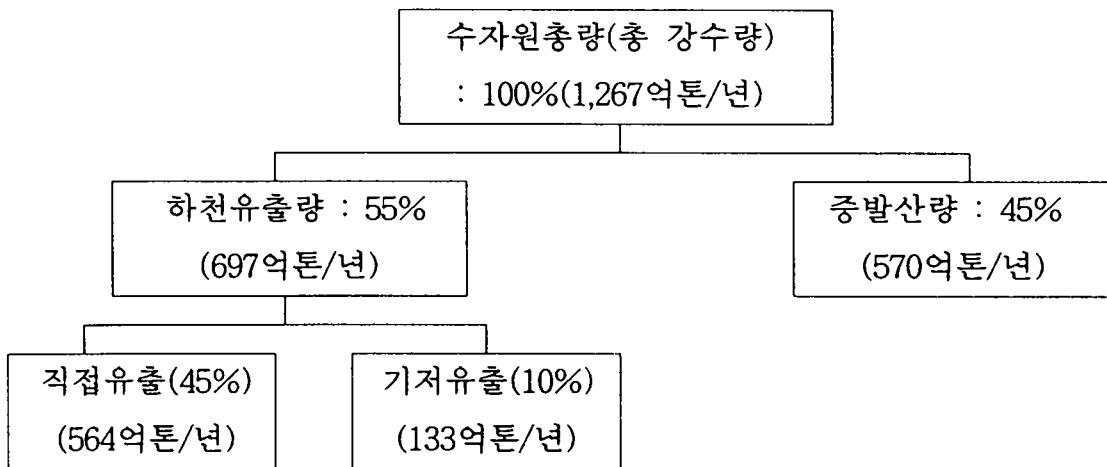 수자원총량(총 강수량)
: 100%(1,267억톤/년)
하천유출량 : 55%
(697억톤/년)
증발산량 : 45%
(570억톤/년)
직접유출(45%)
(564억톤/년)
기저유출(10%)
(133억톤/년)